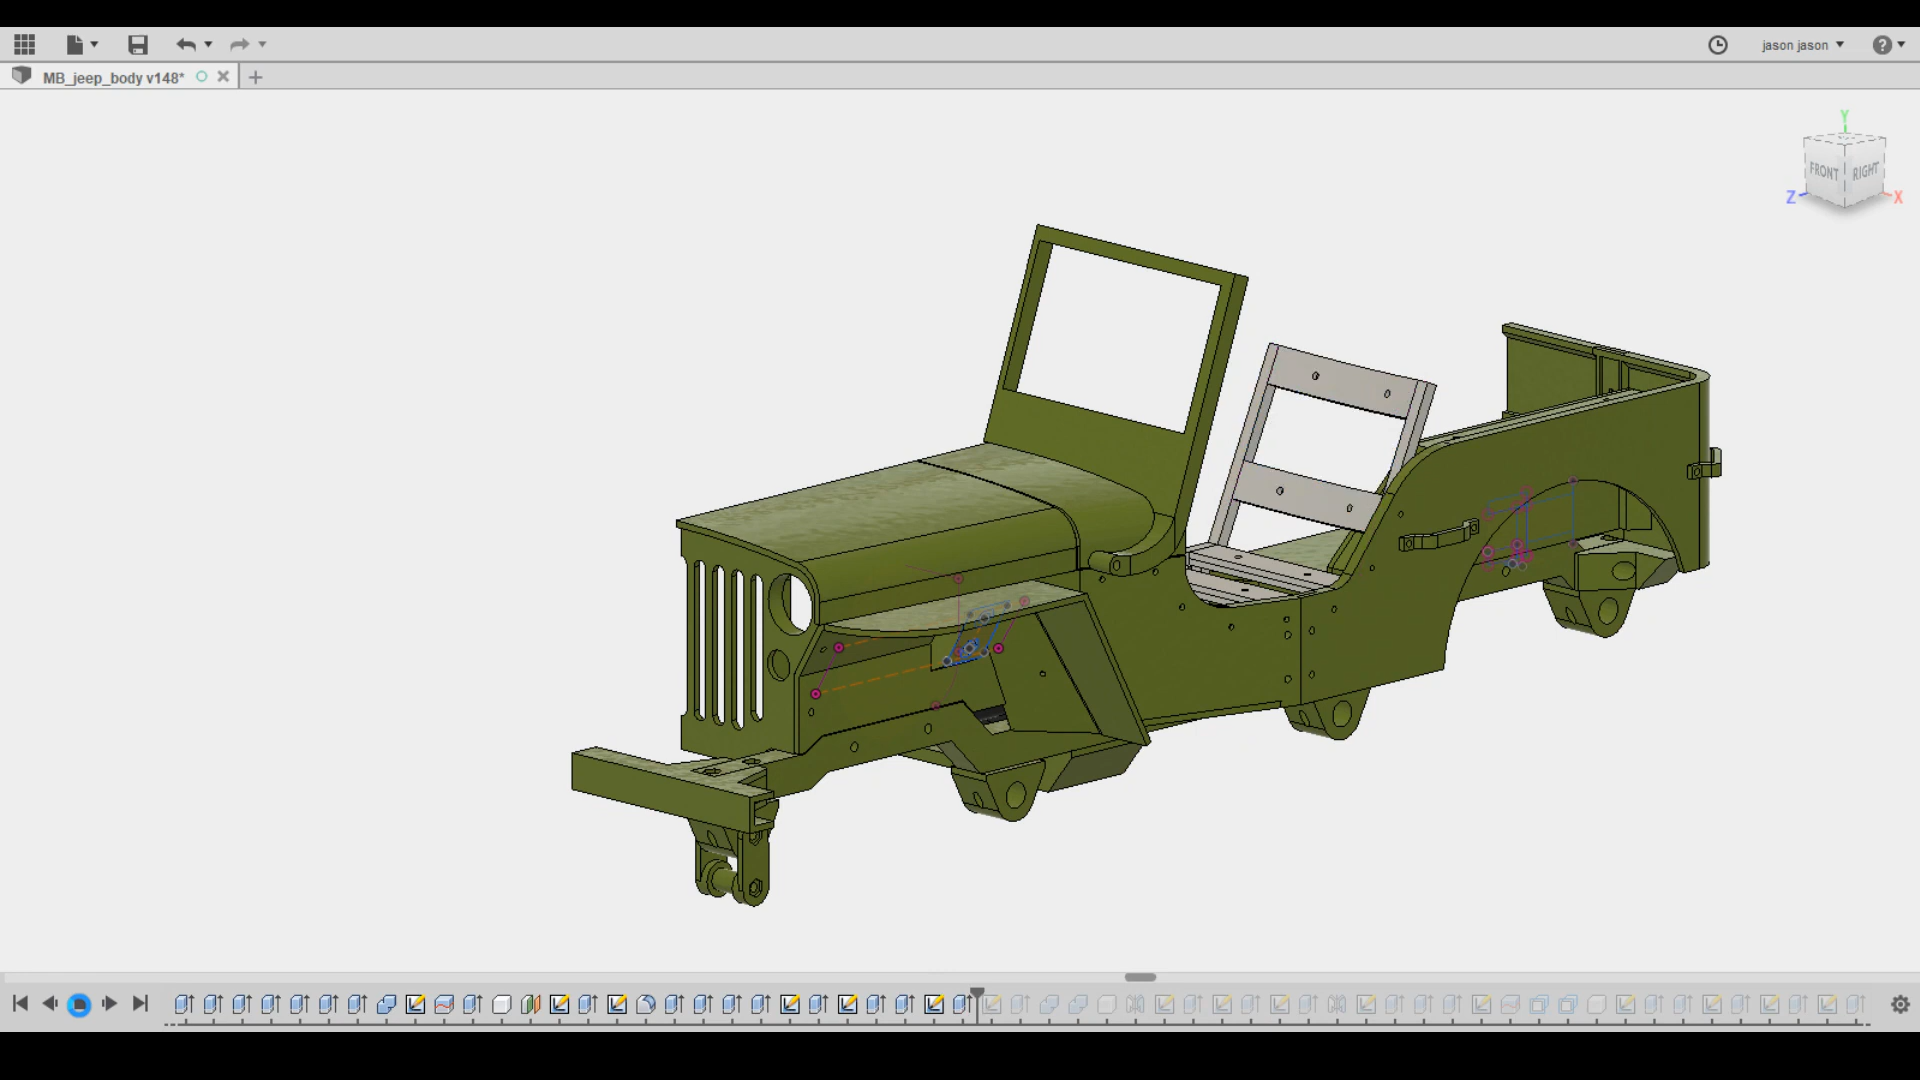 jason jason
?
MB_jeep_body v148*
Y
FRONT
RIGHT
Z
X